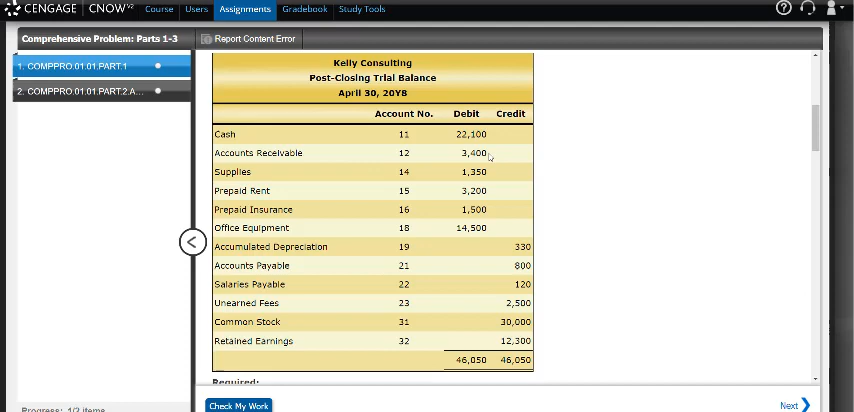 CENGAGE CNOWv2 Course Users Assignments Gradebook Study Tools
Comprehensive Problem: Parts 1-3 Report Content Error
1. COMPPRO.01.01.PART.1
2. COMPPRO.01.01.PART.2.A...
Kelly Consulting
Post-Closing Trial Balance
April 30, 20Y8
Account No. Debit Credit
Cash 11 22,100
Accounts Receivable 12 3,400
Supplies 14 1,350
Prepaid Rent 15 3,200
Prepaid Insurance 16 1,500
Office Equipment 18 14,500
Accumulated Depreciation 19 330
Accounts Payable 21 800
Salaries Payable 22 120
Unearned Fees 23 2,500
Common Stock 31 30,000
Retained Earnings 32 12,300
46,050 46,050
Required:
Progress: 1/2 items
Check My Work Next